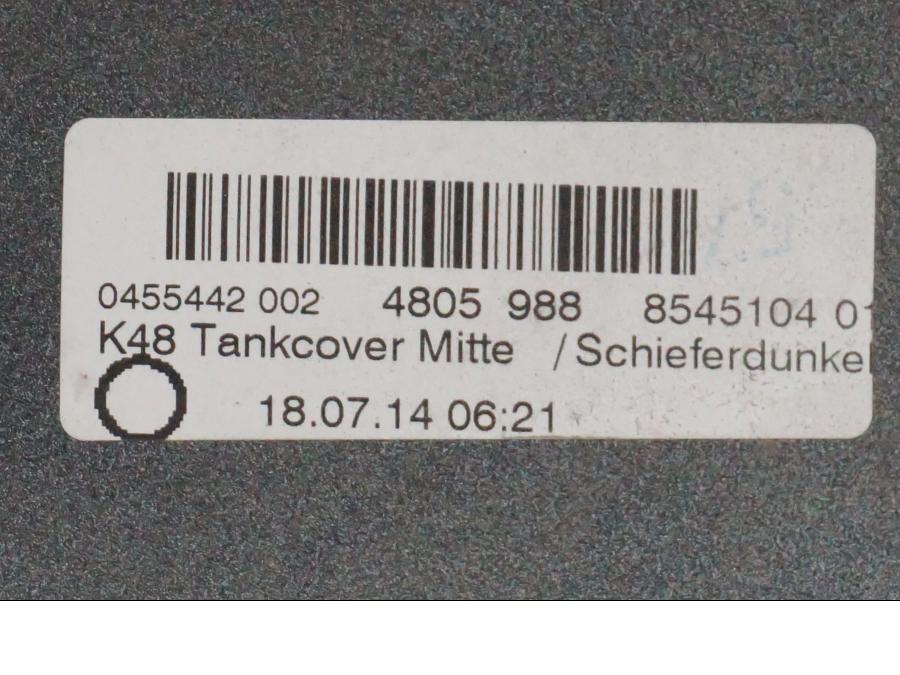 0455442 002 4805 988 8545104 01
K48 Tankcover Mitte / Schieferdunkel
18.07.14 06:21